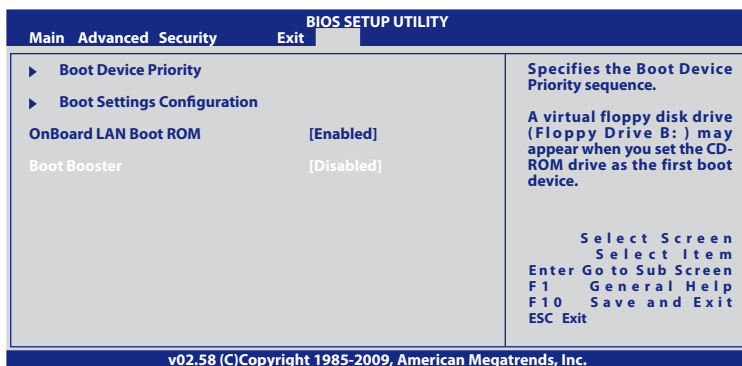 BIOS SETUP UTILITY
Main Advanced Security Exit
Boot Device Priority
Boot Settings Configuration
OnBoard LAN Boot ROM [Enabled]
Boot Booster [Disabled]
Specifies the Boot Device
Priority sequence.
A virtual floppy disk drive
(Floppy Drive B: ) may
appear when you set the CD-
ROM drive as the first boot
device.
Select Screen
Select Item
Enter Go to Sub Screen
F1 General Help
F10 Save and Exit
ESC Exit
v02.58 (C)Copyright 1985-2009, American Megatrends, Inc.